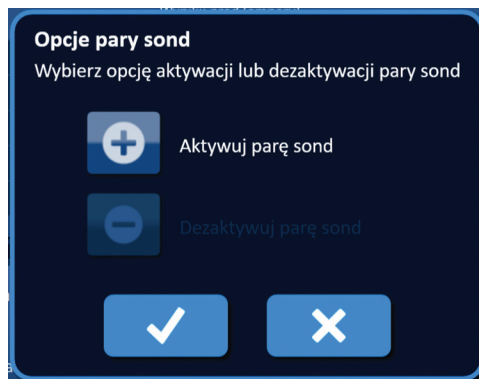 Opcje pary sond
Wybierz opcję aktywacji lub dezaktywacji pary sond
Aktywuj parę sond
Dezaktywuj parę sond